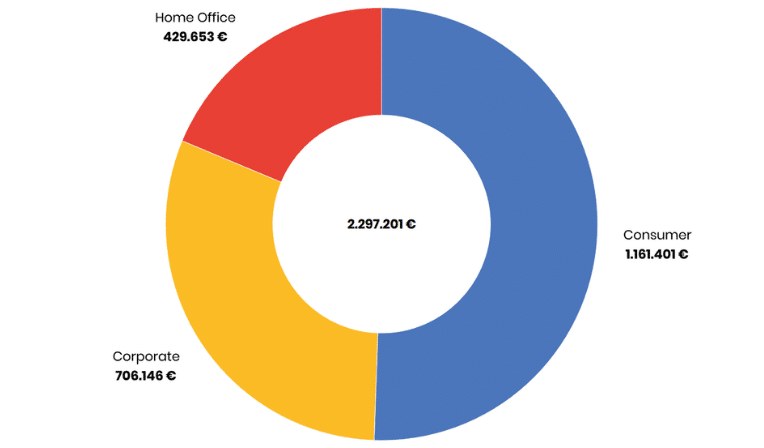 Home Office
429.653 €
2.297.201 €
Consumer
1.161.401 €
Corporate
706.146 €